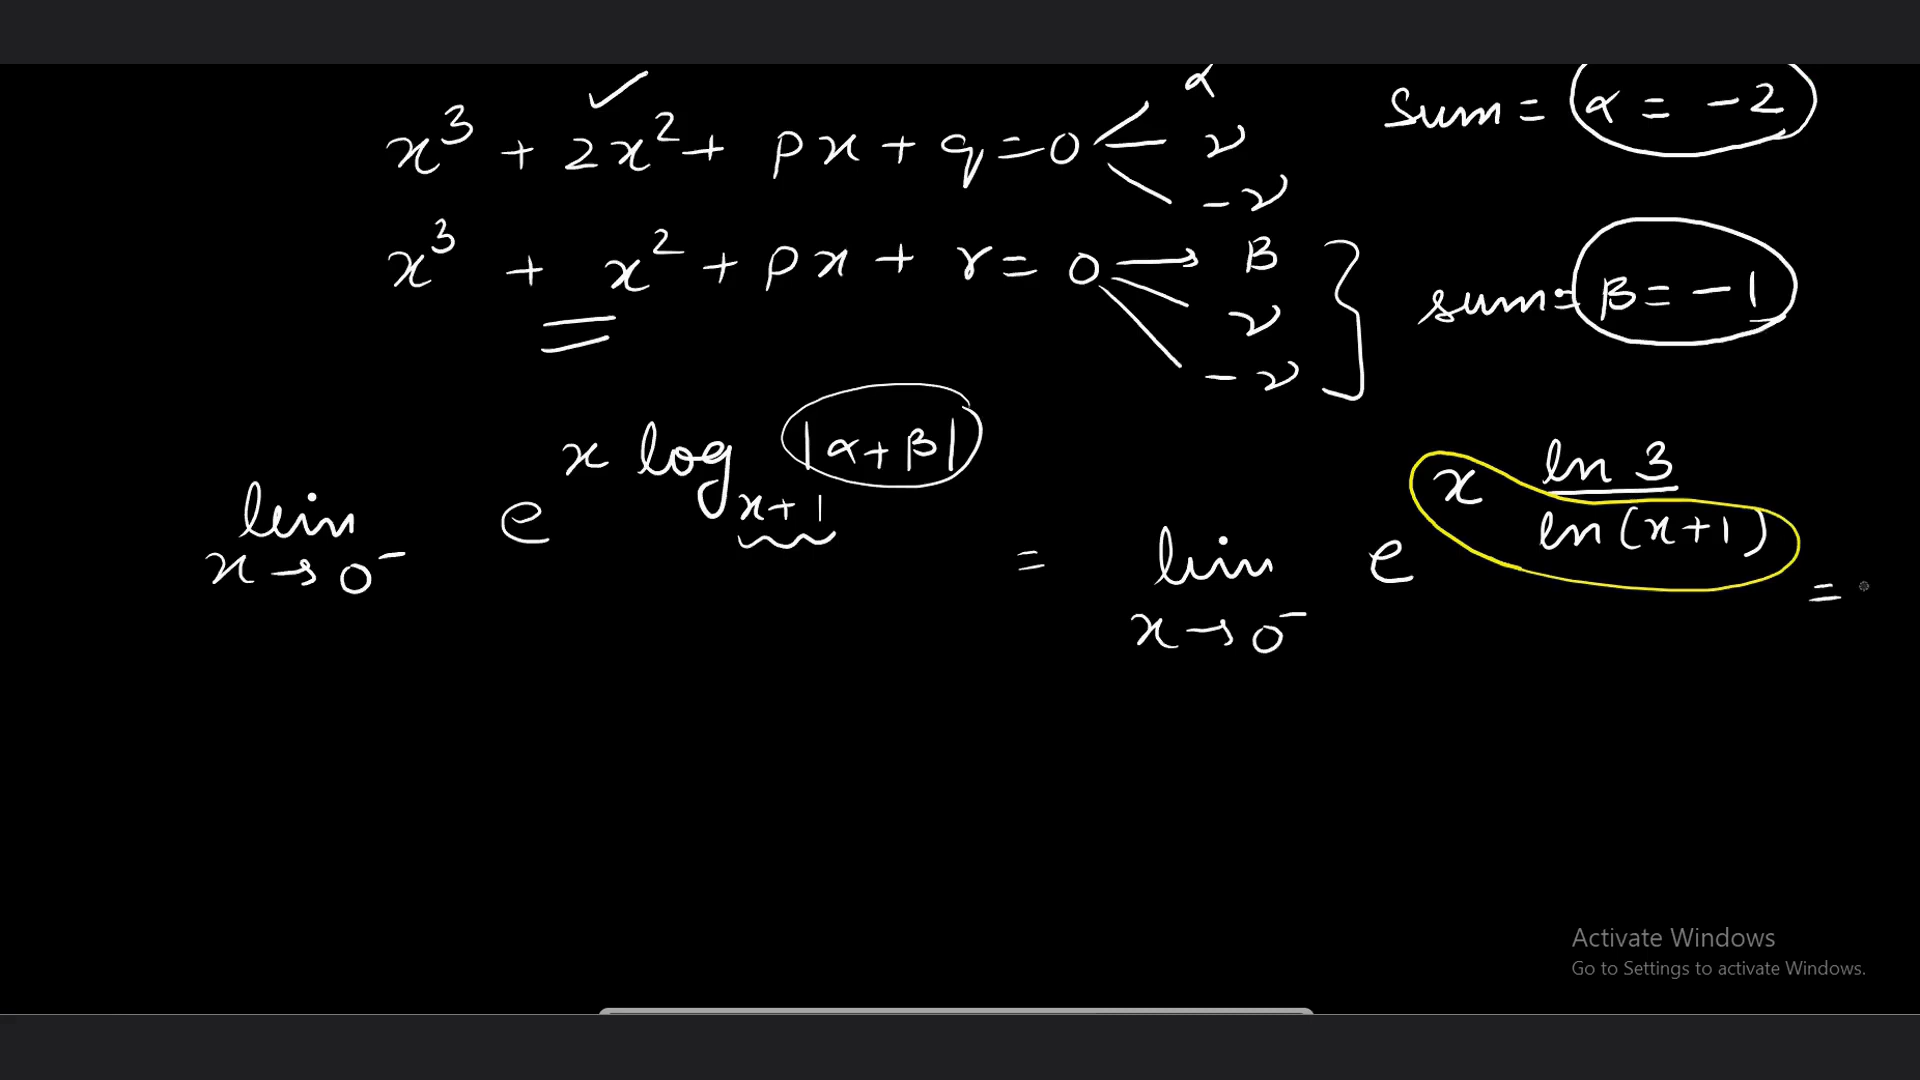 x³ + 2x² + px + q = 0 α ν -ν sum = α = -2
x³ + x² + px + r = 0 β ν -ν sum = β = -1
lim x→0⁻ e^(x log_(x+1) |α+β|) = lim x→0⁻ e^(x ln 3 / ln(x+1)) =
Activate Windows
Go to Settings to activate Windows.